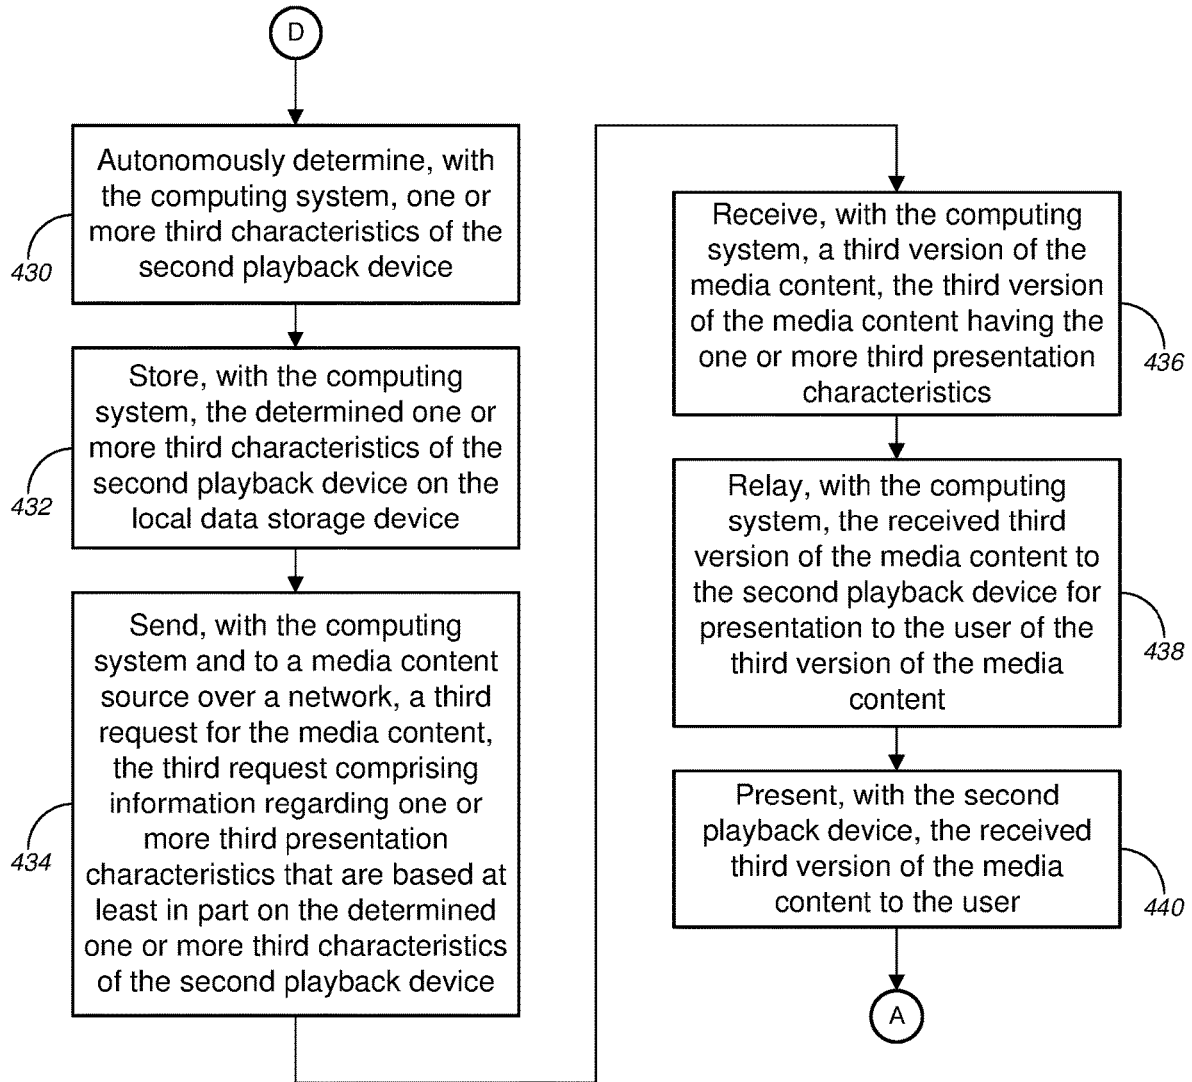 D
Autonomously determine, with
the computing system, one or
more third characteristics of the
second playback device
430
Store, with the computing
system, the determined one or
more third characteristics of the
second playback device on the
local data storage device
432
Send, with the computing
system and to a media content
source over a network, a third
request for the media content,
the third request comprising
information regarding one or
more third presentation
characteristics that are based at
least in part on the determined
one or more third characteristics
of the second playback device
434
Receive, with the computing
system, a third version of the
media content, the third version
of the media content having the
one or more third presentation
characteristics
436
Relay, with the computing
system, the received third
version of the media content to
the second playback device for
presentation to the user of the
third version of the media
content
438
Present, with the second
playback device, the received
third version of the media
content to the user
440
A